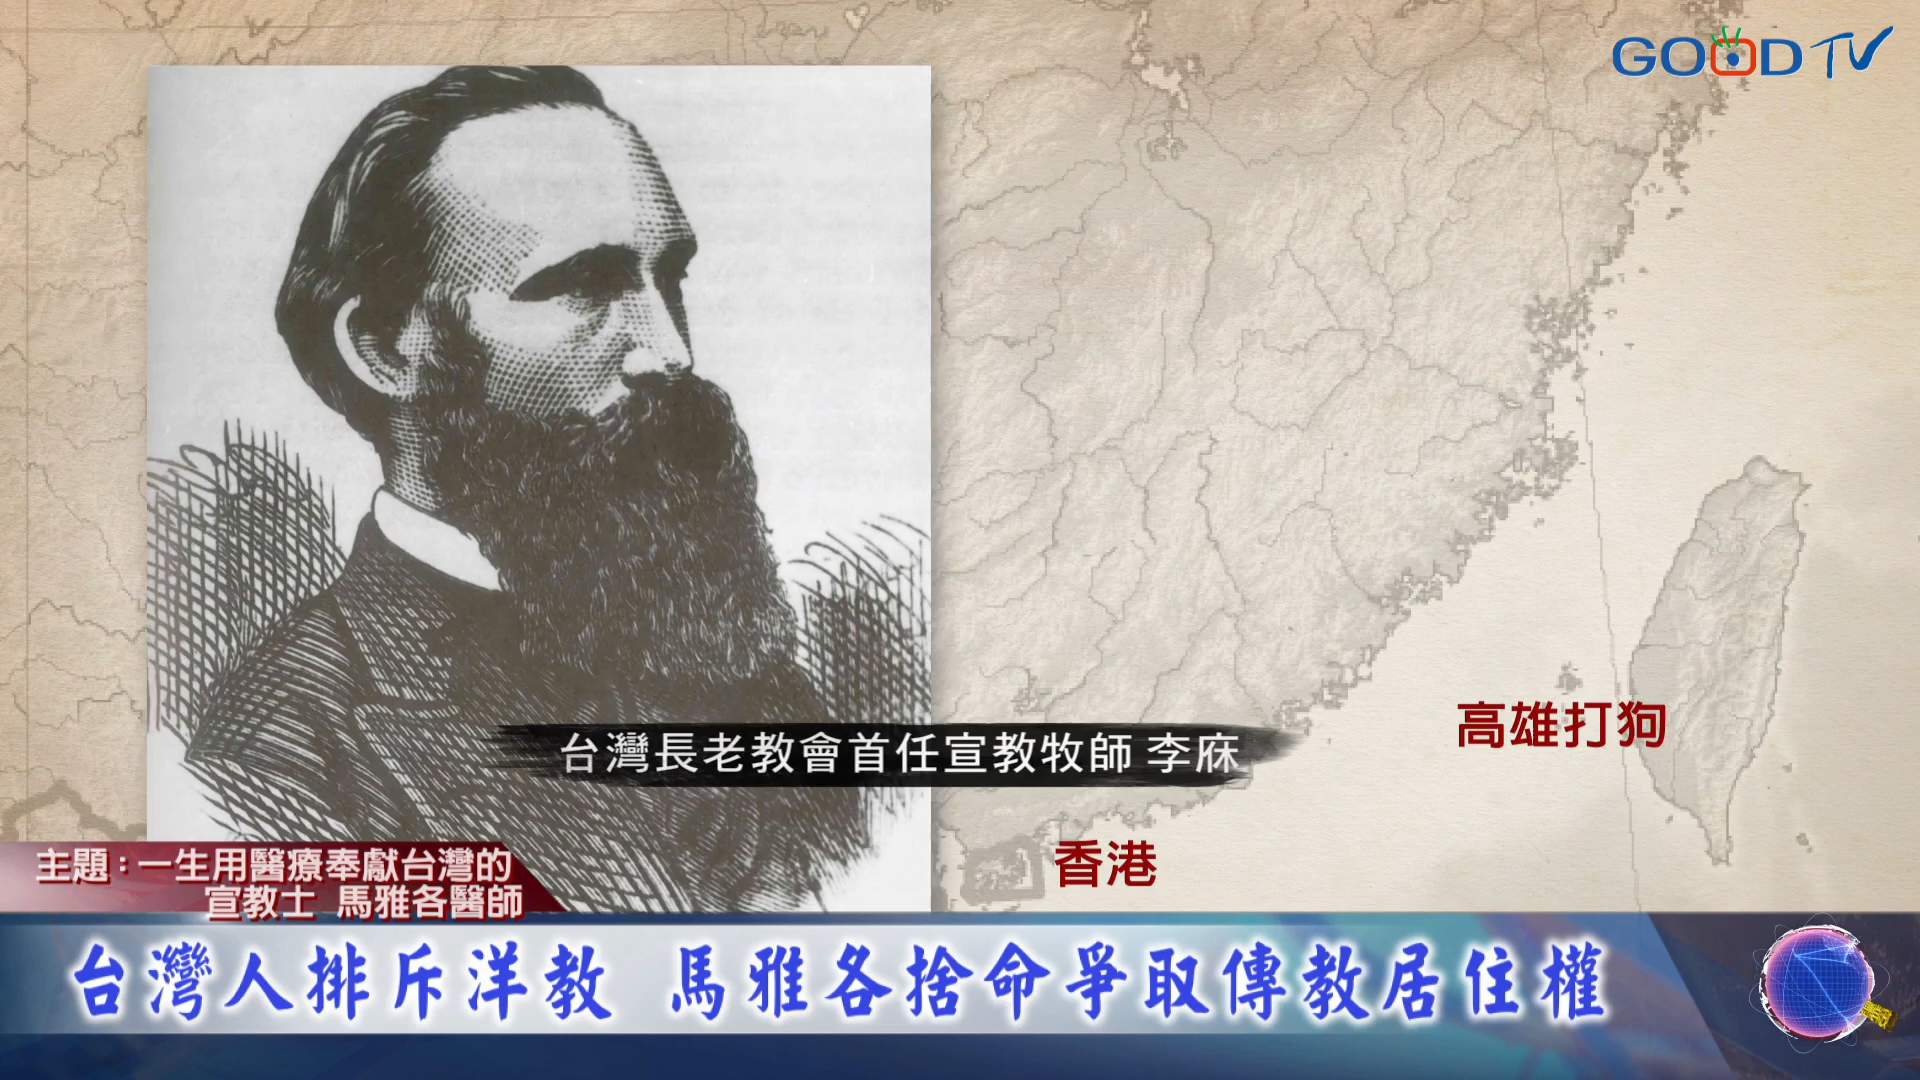 GOOD TV
高雄打狗
台灣長老教會首任宣教牧師 李庥
香港
主題：一生用醫療奉獻台灣的
宣教士 馬雅各醫師
台灣人排斥洋教 馬雅各捨命爭取傳教居住權